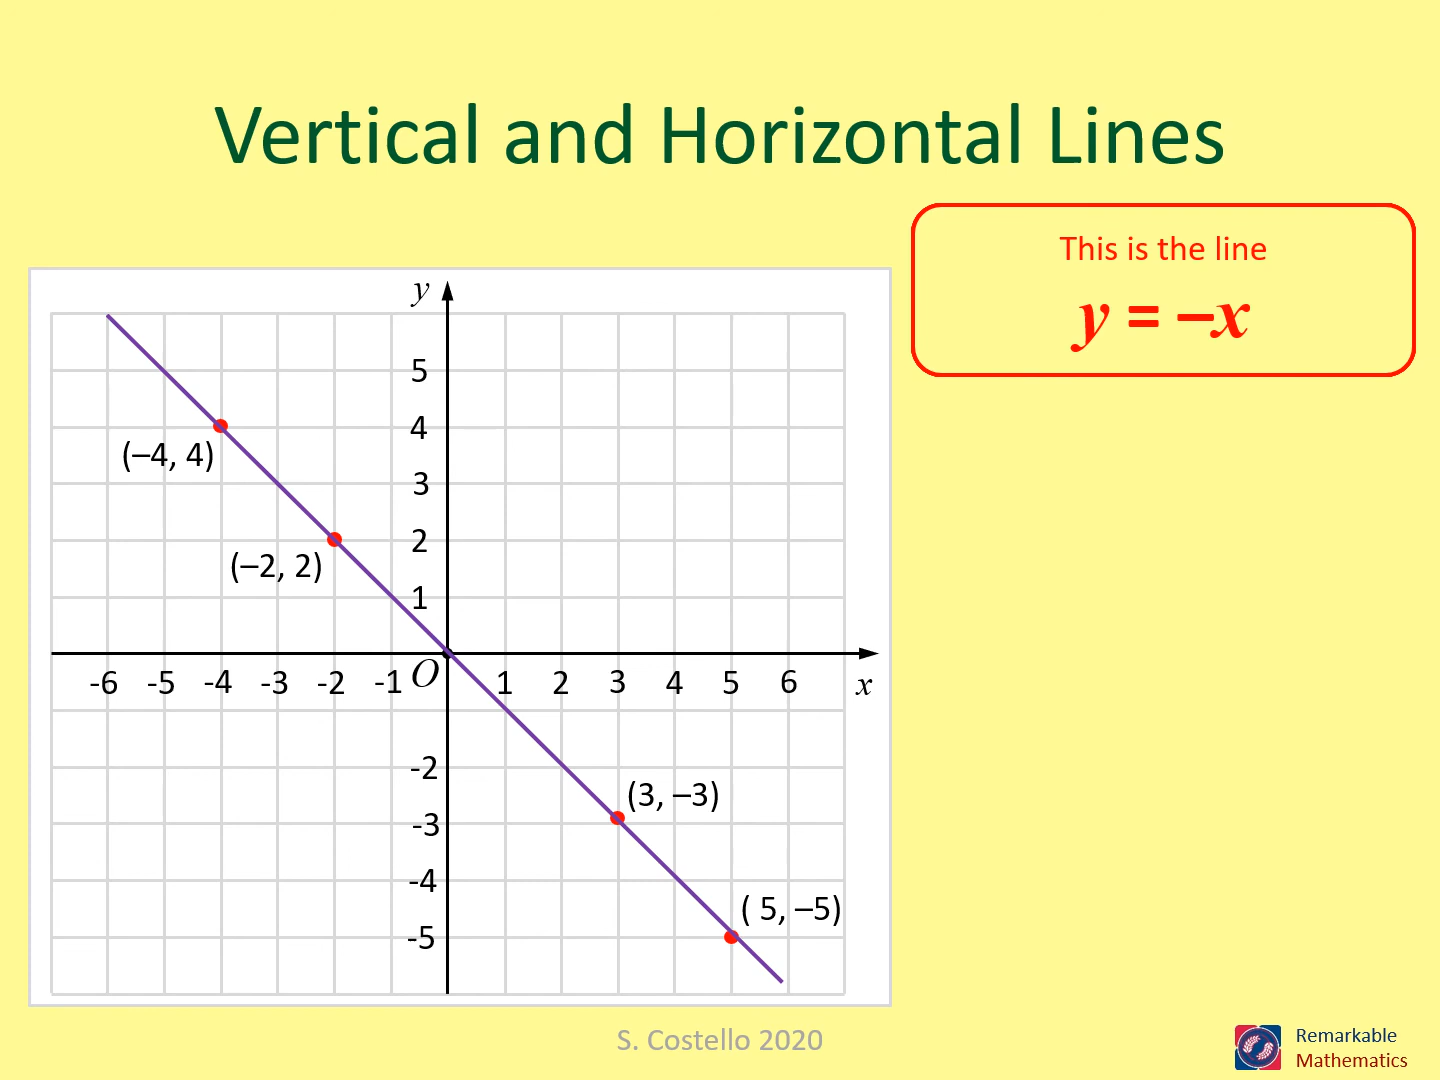 Vertical and Horizontal Lines
This is the line
y = –x
y
5
4
(–4, 4)
3
2
(–2, 2)
1
-6 -5 -4 -3 -2 -1 O 1 2 3 4 5 6 x
-2
(3, –3)
-3
-4
( 5, –5)
-5
S. Costello 2020
Remarkable
Mathematics